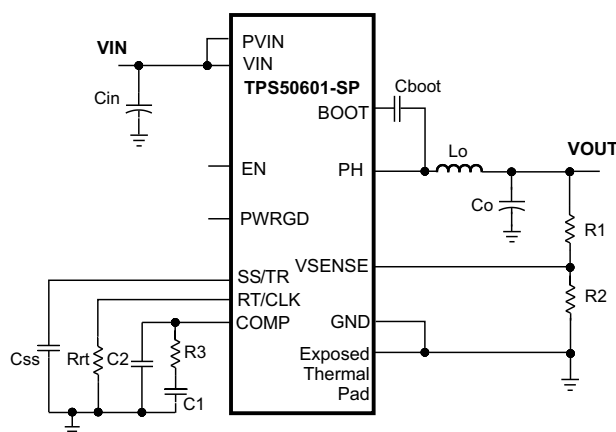 PVIN
VIN
VIN
TPS50601-SP
Cin
Cboot
BOOT
Lo
VOUT
EN
PH
Co
R1
PWRGD
VSENSE
SS/TR
RT/CLK
R2
COMP
GND
Css
Rrt
C2
R3
C1
Exposed
Thermal
Pad